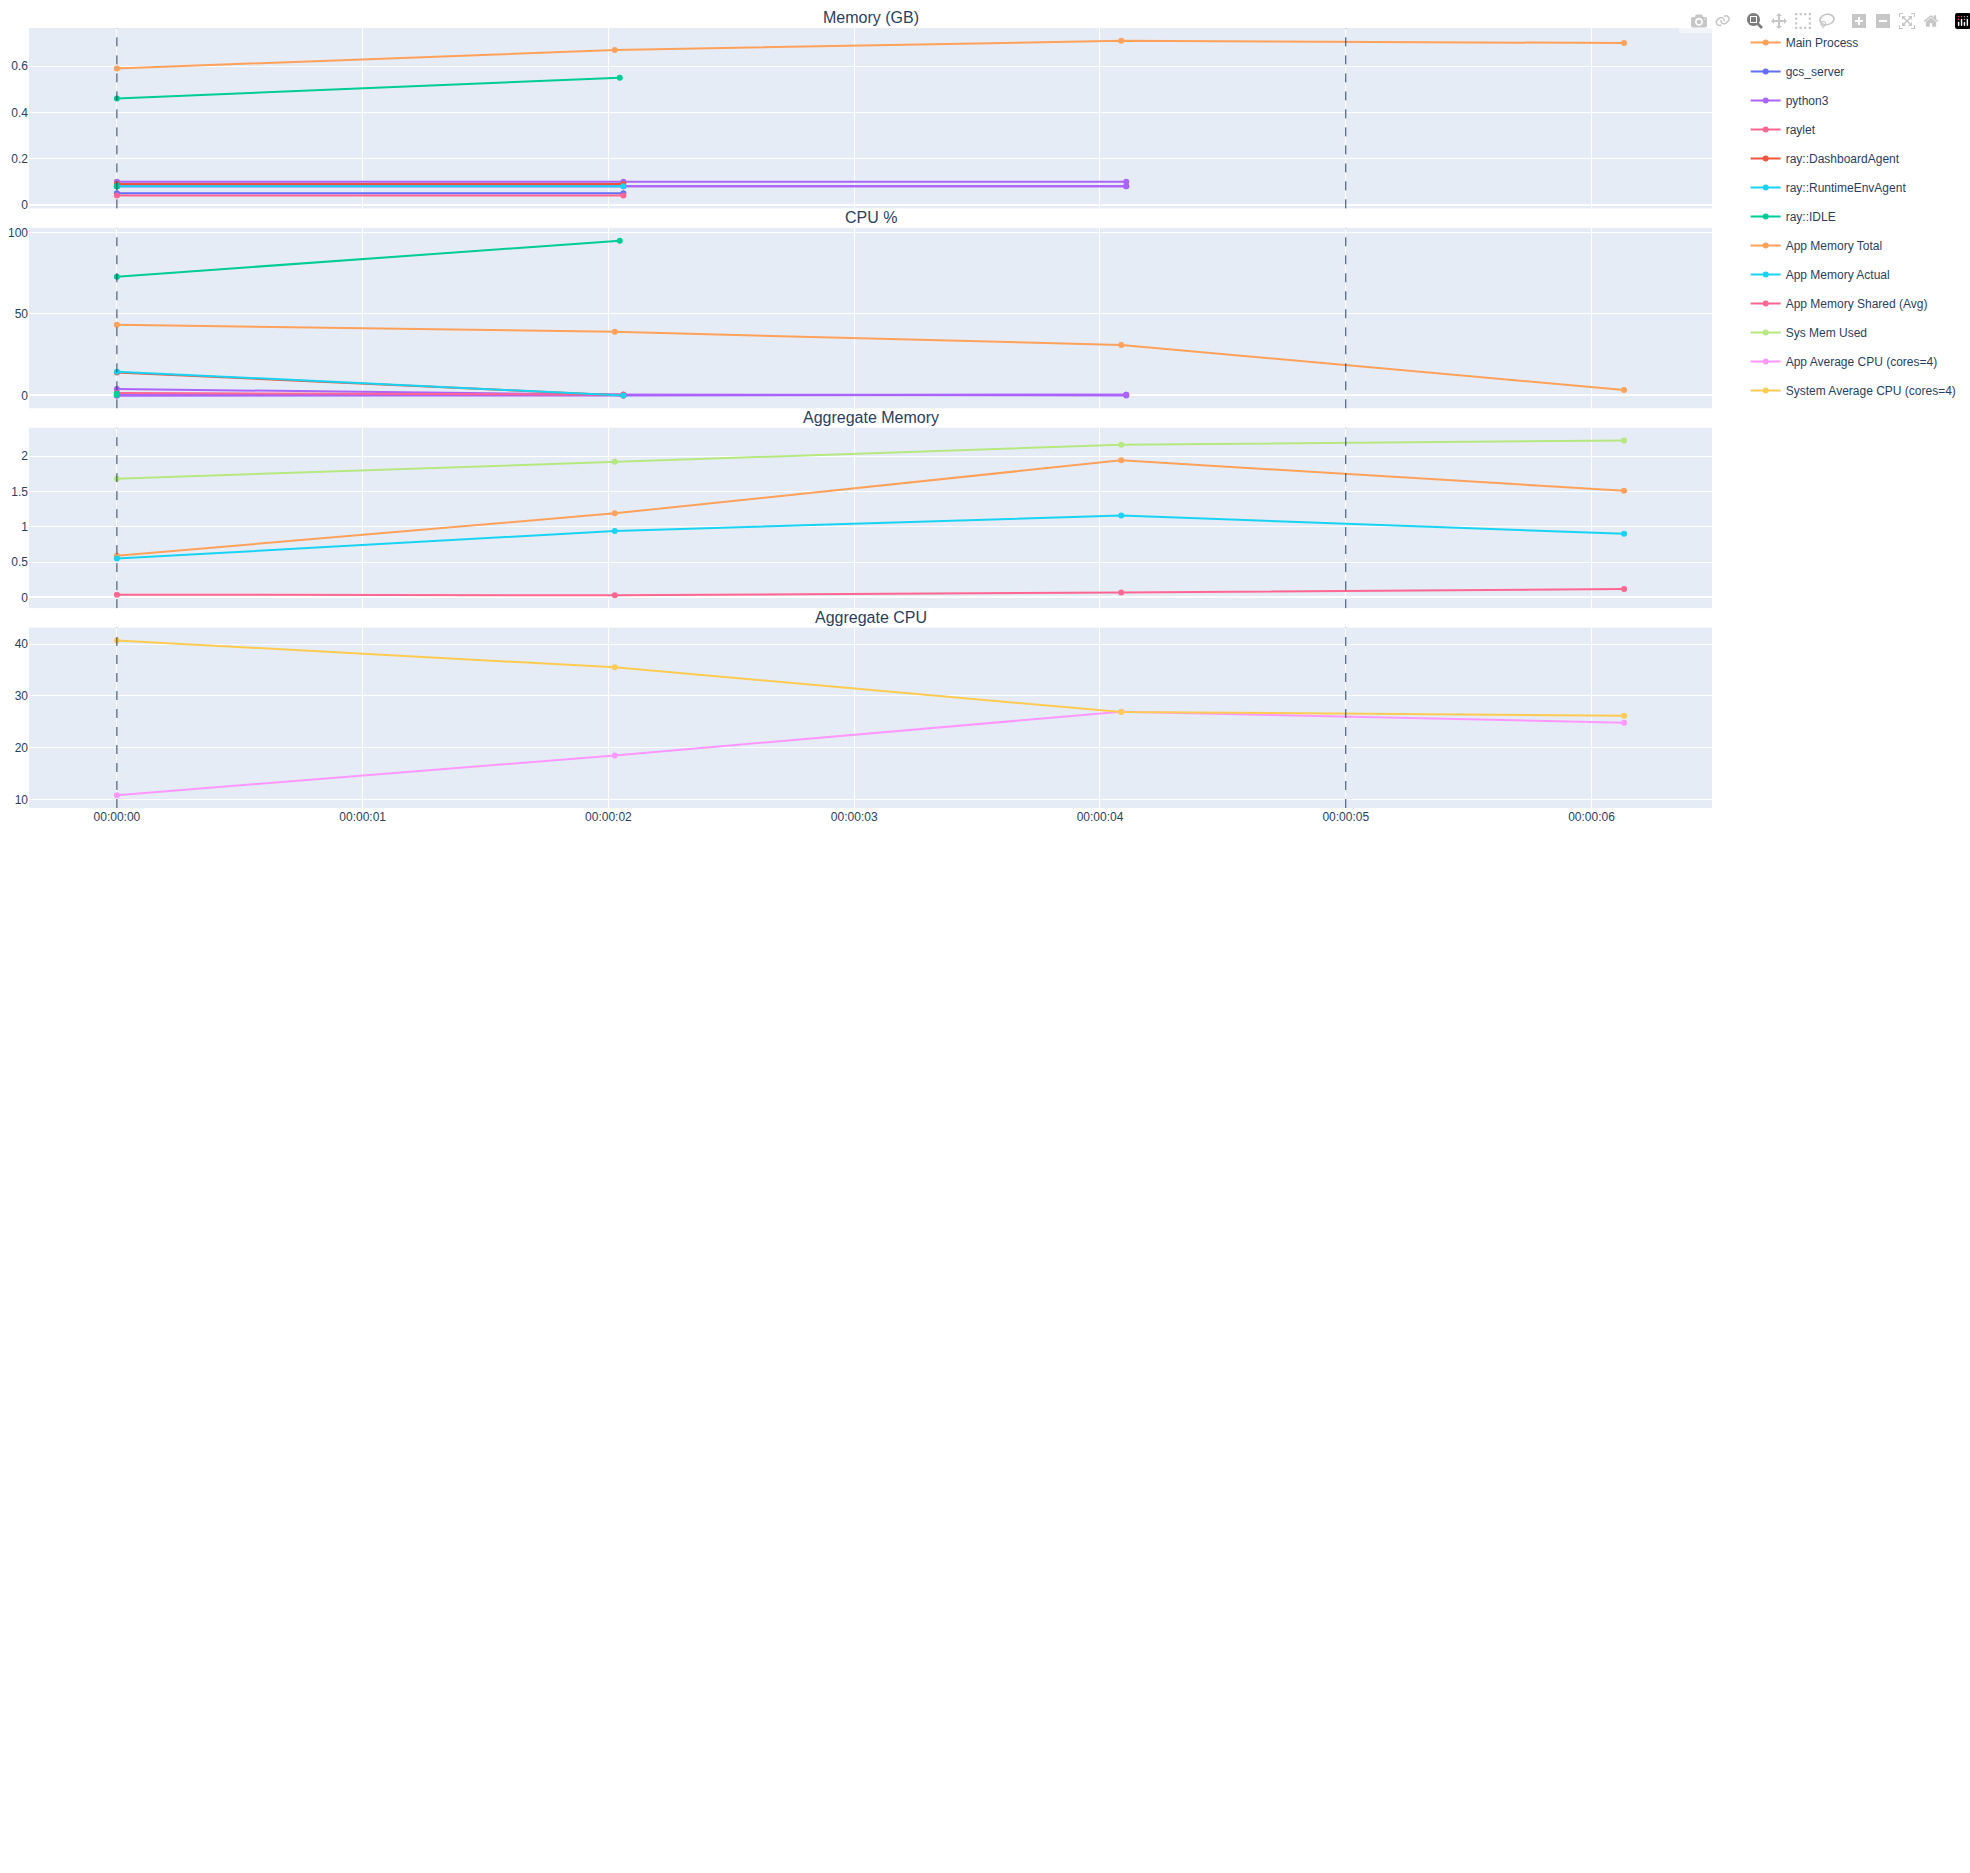 Memory (GB)
0.6
0.4
0.2
0
CPU %
100
50
0
Aggregate Memory
2
1.5
1
0.5
0
Aggregate CPU
40
30
20
10
00:00:00 00:00:01 00:00:02 00:00:03 00:00:04 00:00:05 00:00:06
Main Process
gcs_server
python3
raylet
ray::DashboardAgent
ray::RuntimeEnvAgent
ray::IDLE
App Memory Total
App Memory Actual
App Memory Shared (Avg)
Sys Mem Used
App Average CPU (cores=4)
System Average CPU (cores=4)